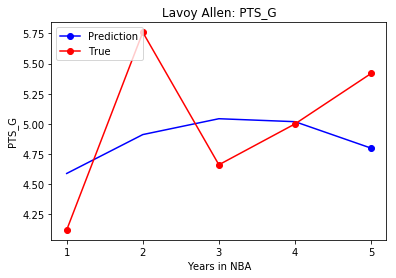 Lavoy Allen: PTS_G
Prediction
True
5.75
5.50
5.25
5.00
4.75
4.50
4.25
PTS_G
1 2 3 4 5
Years in NBA